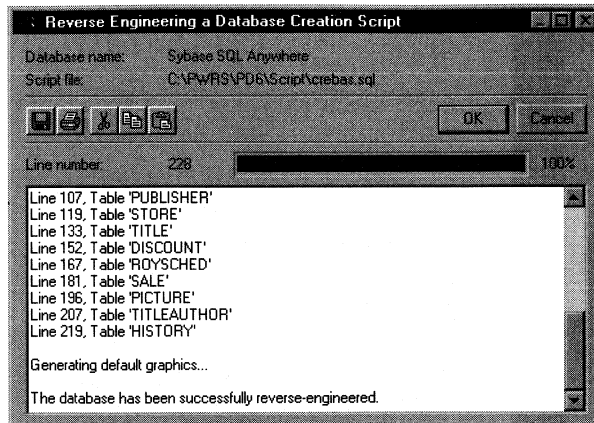 Reverse Engineering a Database Creation Script
Database name: Sybase SQL Anywhere
Script file: C:\PWRS\PD6\Script\crebas.sql
OK Cancel
Line number: 228 100%
Line 107, Table 'PUBLISHER'
Line 119, Table 'STORE'
Line 133, Table 'TITLE'
Line 152, Table 'DISCOUNT'
Line 167, Table 'ROYSCHED'
Line 181, Table 'SALE'
Line 196, Table 'PICTURE'
Line 207, Table 'TITLEAUTHOR'
Line 219, Table 'HISTORY'
Generating default graphics...
The database has been successfully reverse-engineered.